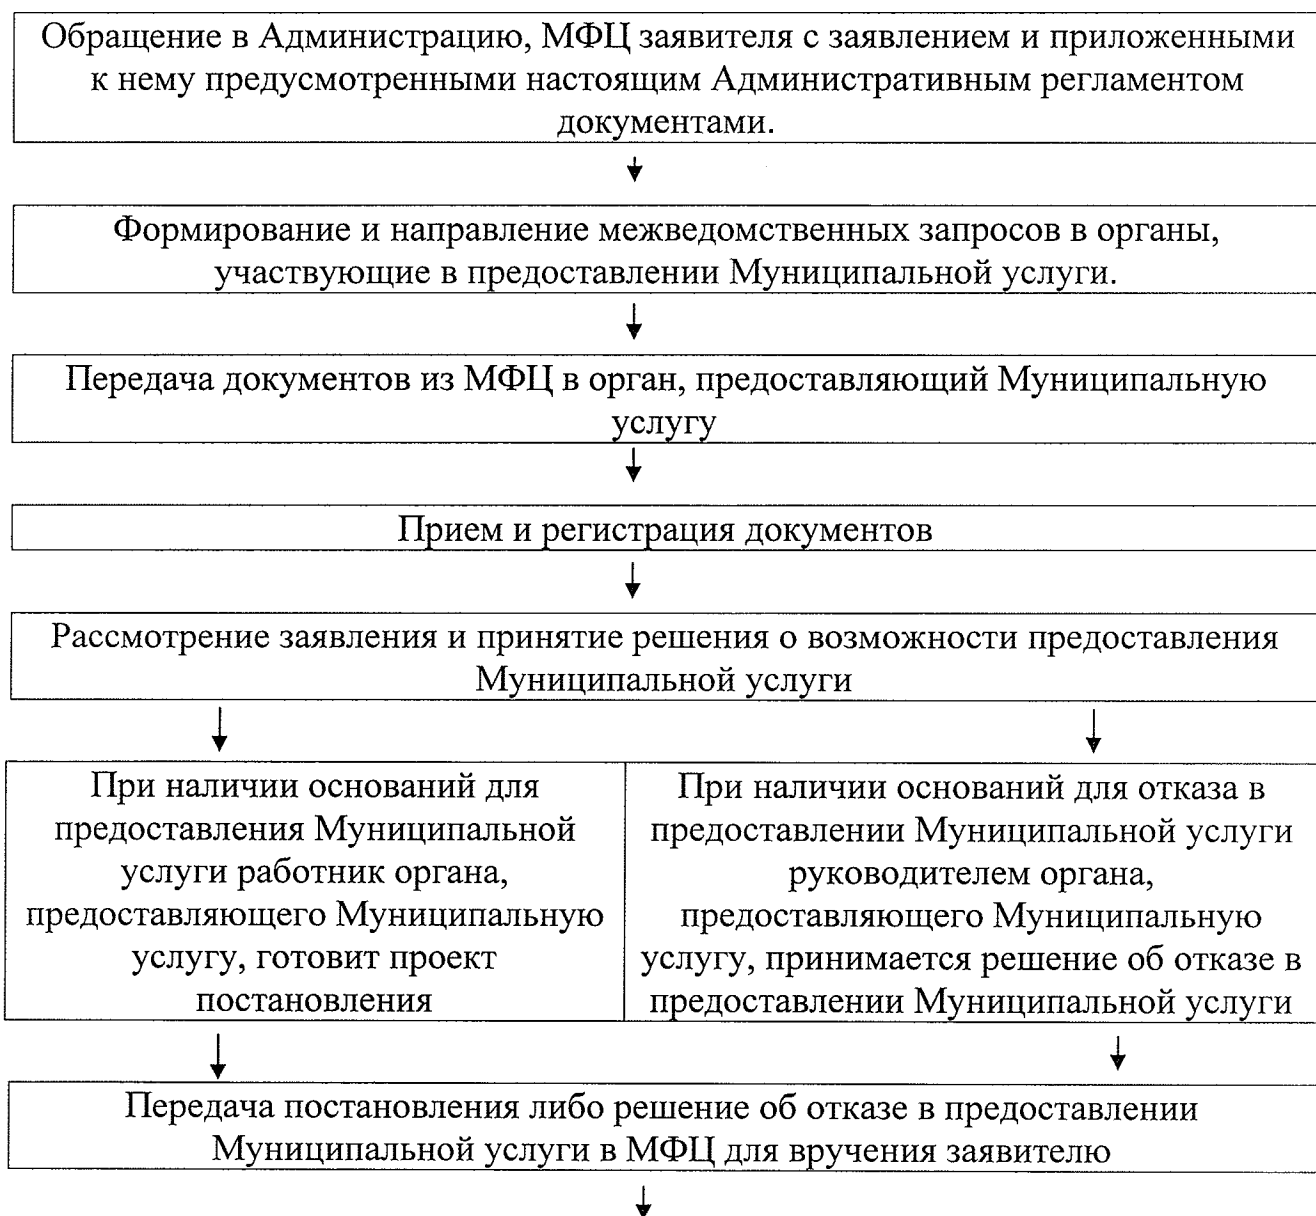 Обращение в Администрацию, МФЦ заявителя с заявлением и приложенными
к нему предусмотренными настоящим Административным регламентом
документами.
Формирование и направление межведомственных запросов в органы,
участвующие в предоставлении Муниципальной услуги.
Передача документов из МФЦ в орган, предоставляющий Муниципальную
услугу
Прием и регистрация документов
Рассмотрение заявления и принятие решения о возможности предоставления
Муниципальной услуги
При наличии оснований для
предоставления Муниципальной
услуги работник органа,
предоставляющего Муниципальную
услугу, готовит проект
постановления
При наличии оснований для отказа в
предоставлении Муниципальной услуги
руководителем органа,
предоставляющего Муниципальную
услугу, принимается решение об отказе в
предоставлении Муниципальной услуги
Передача постановления либо решение об отказе в предоставлении
Муниципальной услуги в МФЦ для вручения заявителю